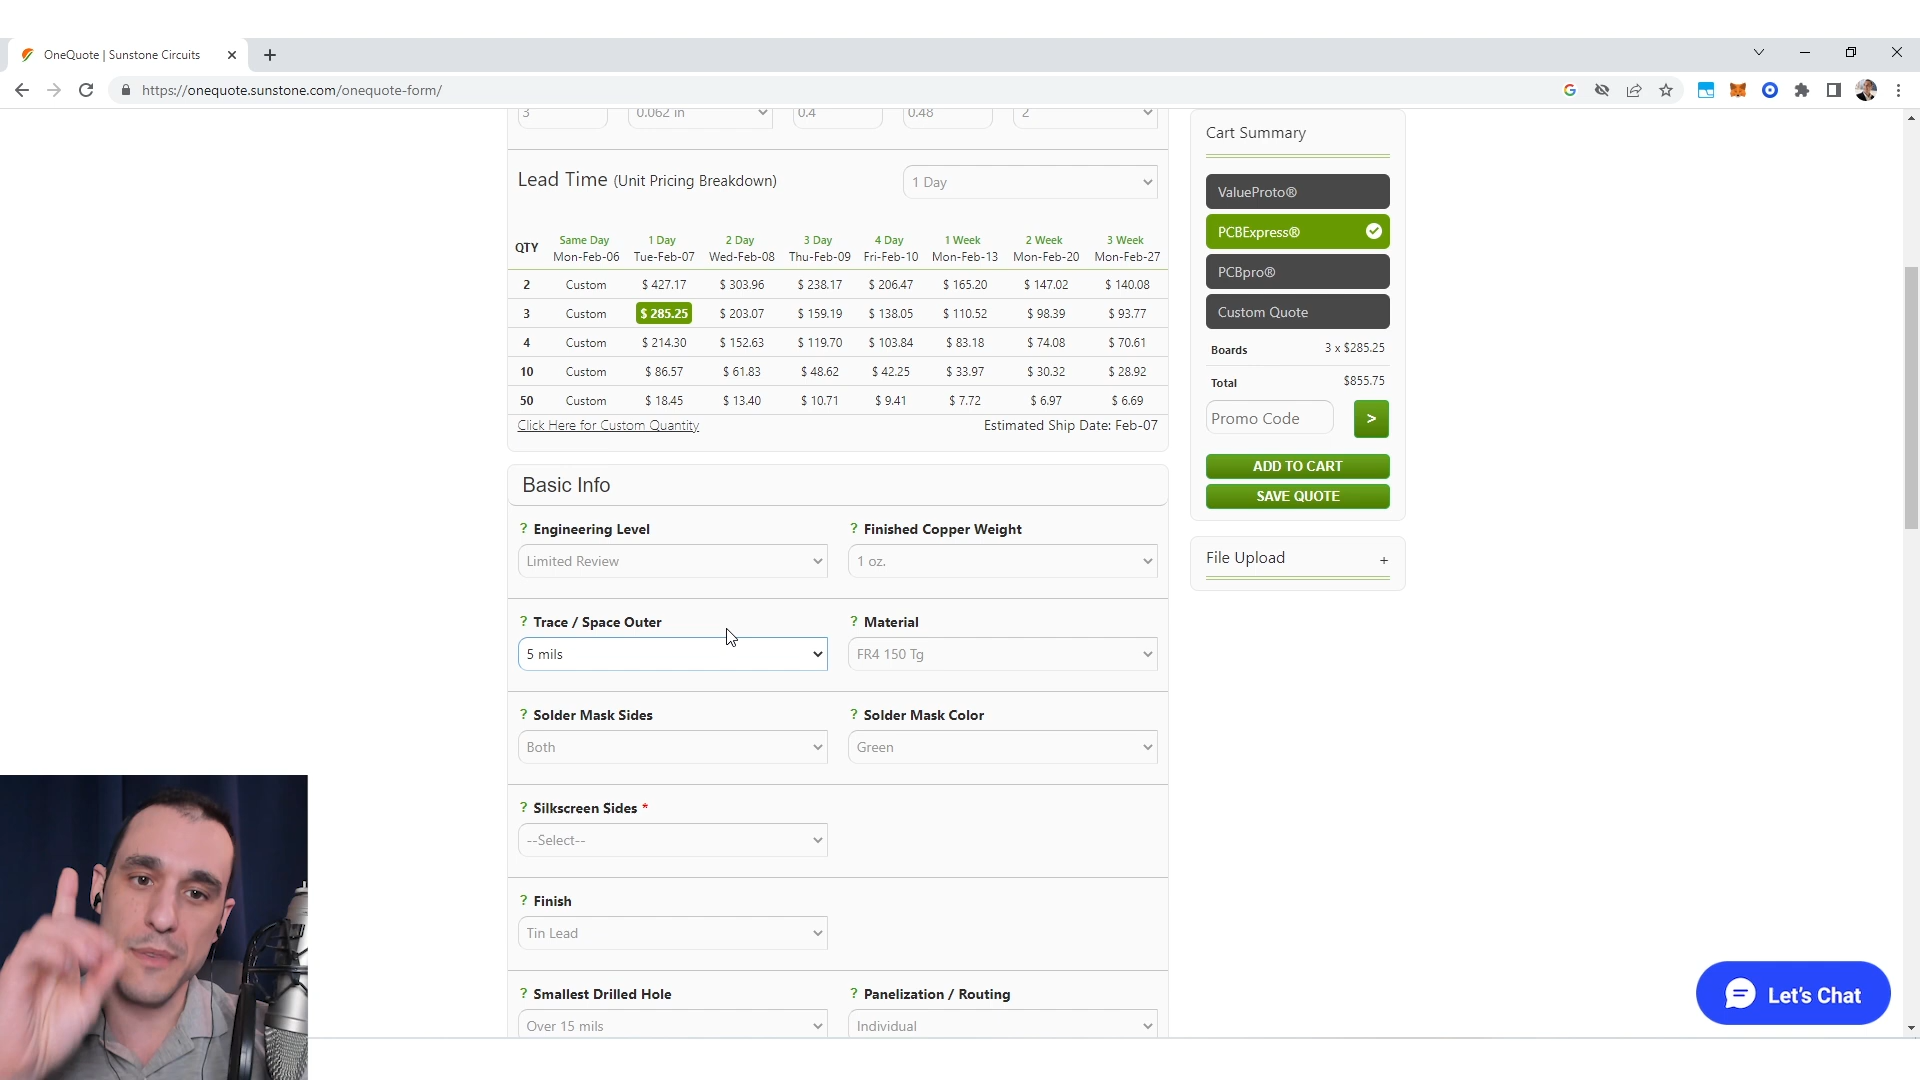 OneQuote | Sunstone Circuits
https://onequote.sunstone.com/onequote-form/
3 0.062 in 0.4 0.48 2
Lead Time (Unit Pricing Breakdown) 1 Day
QTY Same Day 1 Day 2 Day 3 Day 4 Day 1 Week 2 Week 3 Week
Mon-Feb-06 Tue-Feb-07 Wed-Feb-08 Thu-Feb-09 Fri-Feb-10 Mon-Feb-13 Mon-Feb-20 Mon-Feb-27
2 Custom $ 427.17 $ 303.96 $ 238.17 $ 206.47 $ 165.20 $ 147.02 $ 140.08
3 Custom $ 285.25 $ 203.07 $ 159.19 $ 138.05 $ 110.52 $ 98.39 $ 93.77
4 Custom $ 214.30 $ 152.63 $ 119.70 $ 103.84 $ 83.18 $ 74.08 $ 70.61
10 Custom $ 86.57 $ 61.83 $ 48.62 $ 42.25 $ 33.97 $ 30.32 $ 28.92
50 Custom $ 18.45 $ 13.40 $ 10.71 $ 9.41 $ 7.72 $ 6.97 $ 6.69
Click Here for Custom Quantity Estimated Ship Date: Feb-07
Basic Info
? Engineering Level ? Finished Copper Weight
Limited Review 1 oz.
? Trace / Space Outer ? Material
5 mils FR4 150 Tg
? Solder Mask Sides ? Solder Mask Color
Both Green
? Silkscreen Sides *
--Select--
? Finish
Tin Lead
? Smallest Drilled Hole ? Panelization / Routing
Over 15 mils Individual
Cart Summary
ValueProto®
PCBExpress®
PCBpro®
Custom Quote
Boards 3 x $285.25
Total $855.75
Promo Code >
ADD TO CART
SAVE QUOTE
File Upload +
Let's Chat